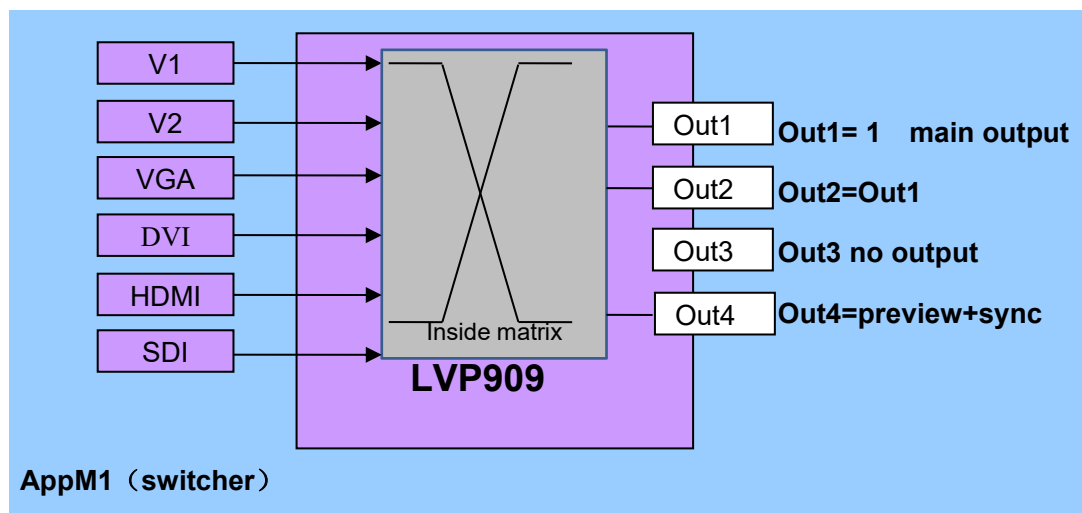 V1
V2
VGA
DVI
HDMI
SDI
Inside matrix
LVP909
Out1
Out1= 1 main output
Out2
Out2=Out1
Out3
Out3 no output
Out4
Out4=preview+sync
AppM1（switcher）